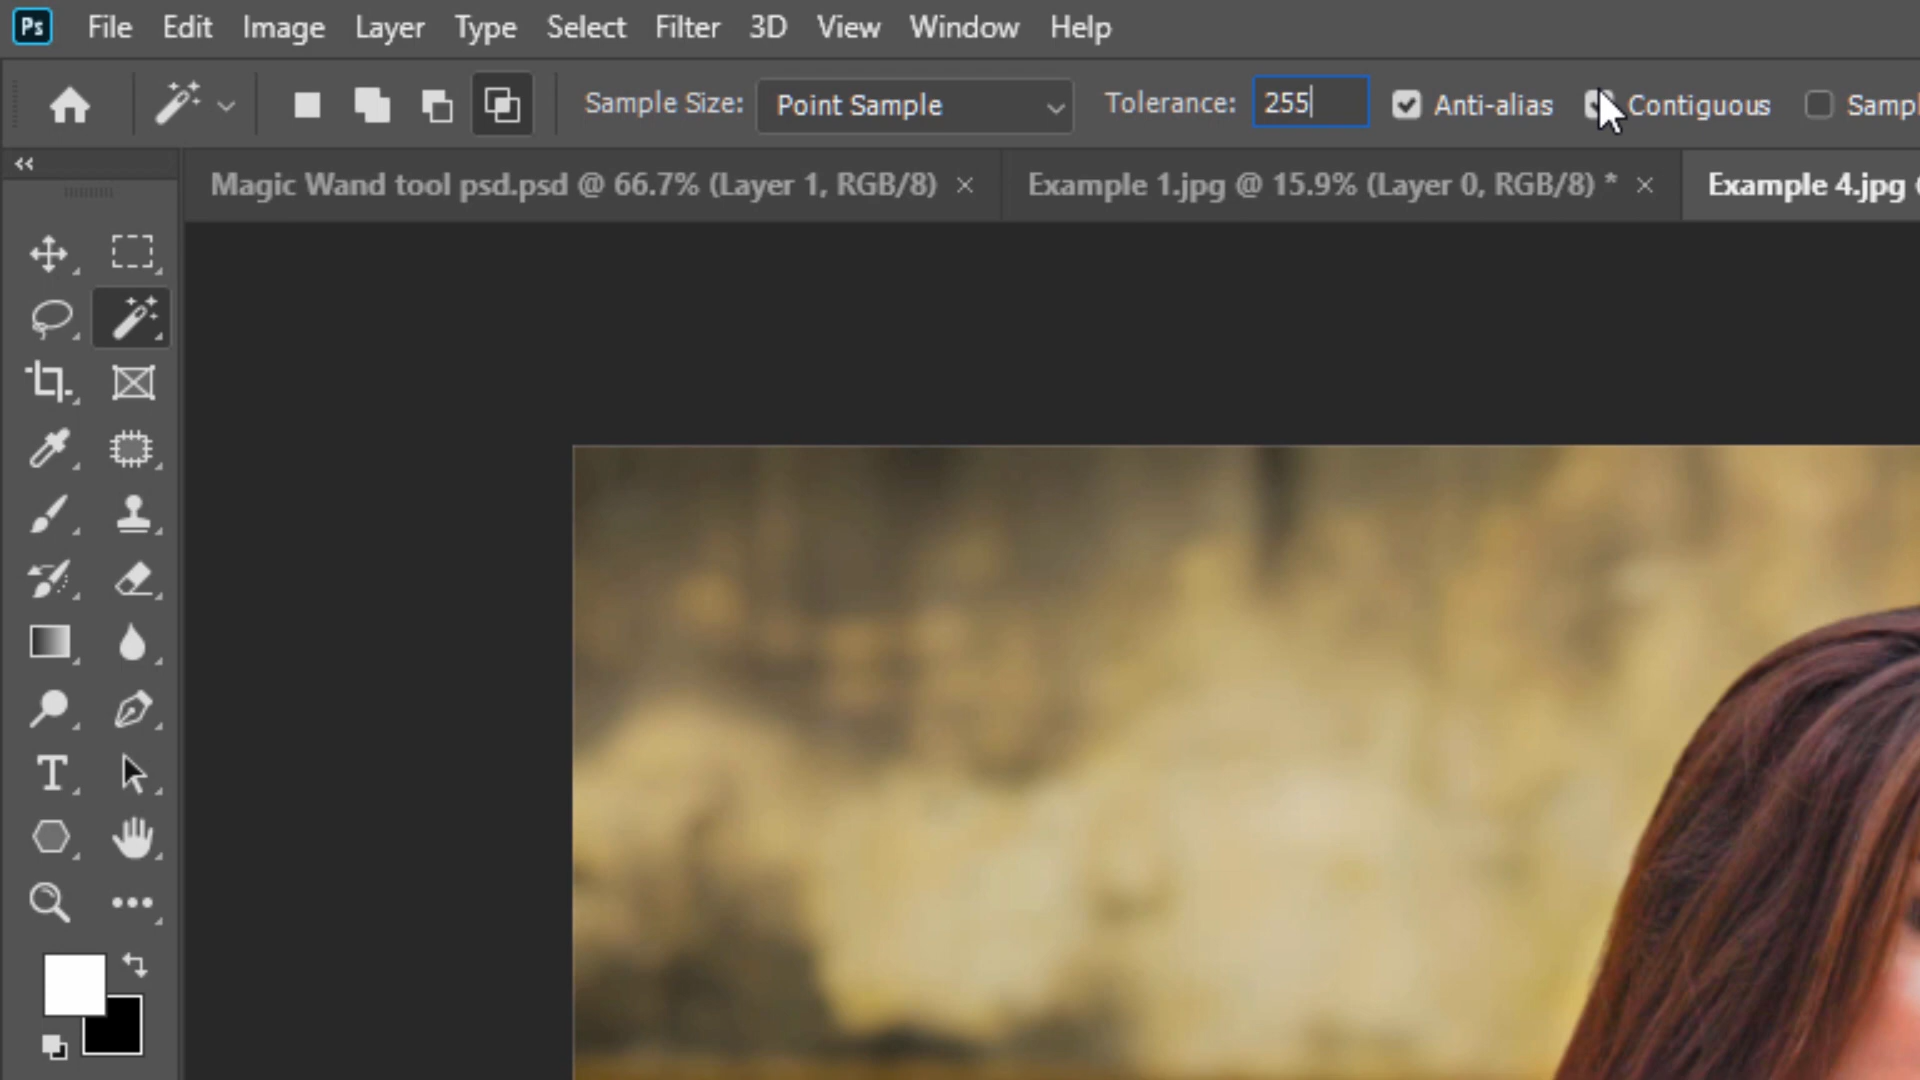 Ps File Edit Image Layer Type Select Filter 3D View Window Help
Sample Size: Point Sample Tolerance: 255 Anti-alias Contiguous Sampl
Magic Wand tool psd.psd @ 66.7% (Layer 1, RGB/8) × Example 1.jpg @ 15.9% (Layer 0, RGB/8) * × Example 4.jpg